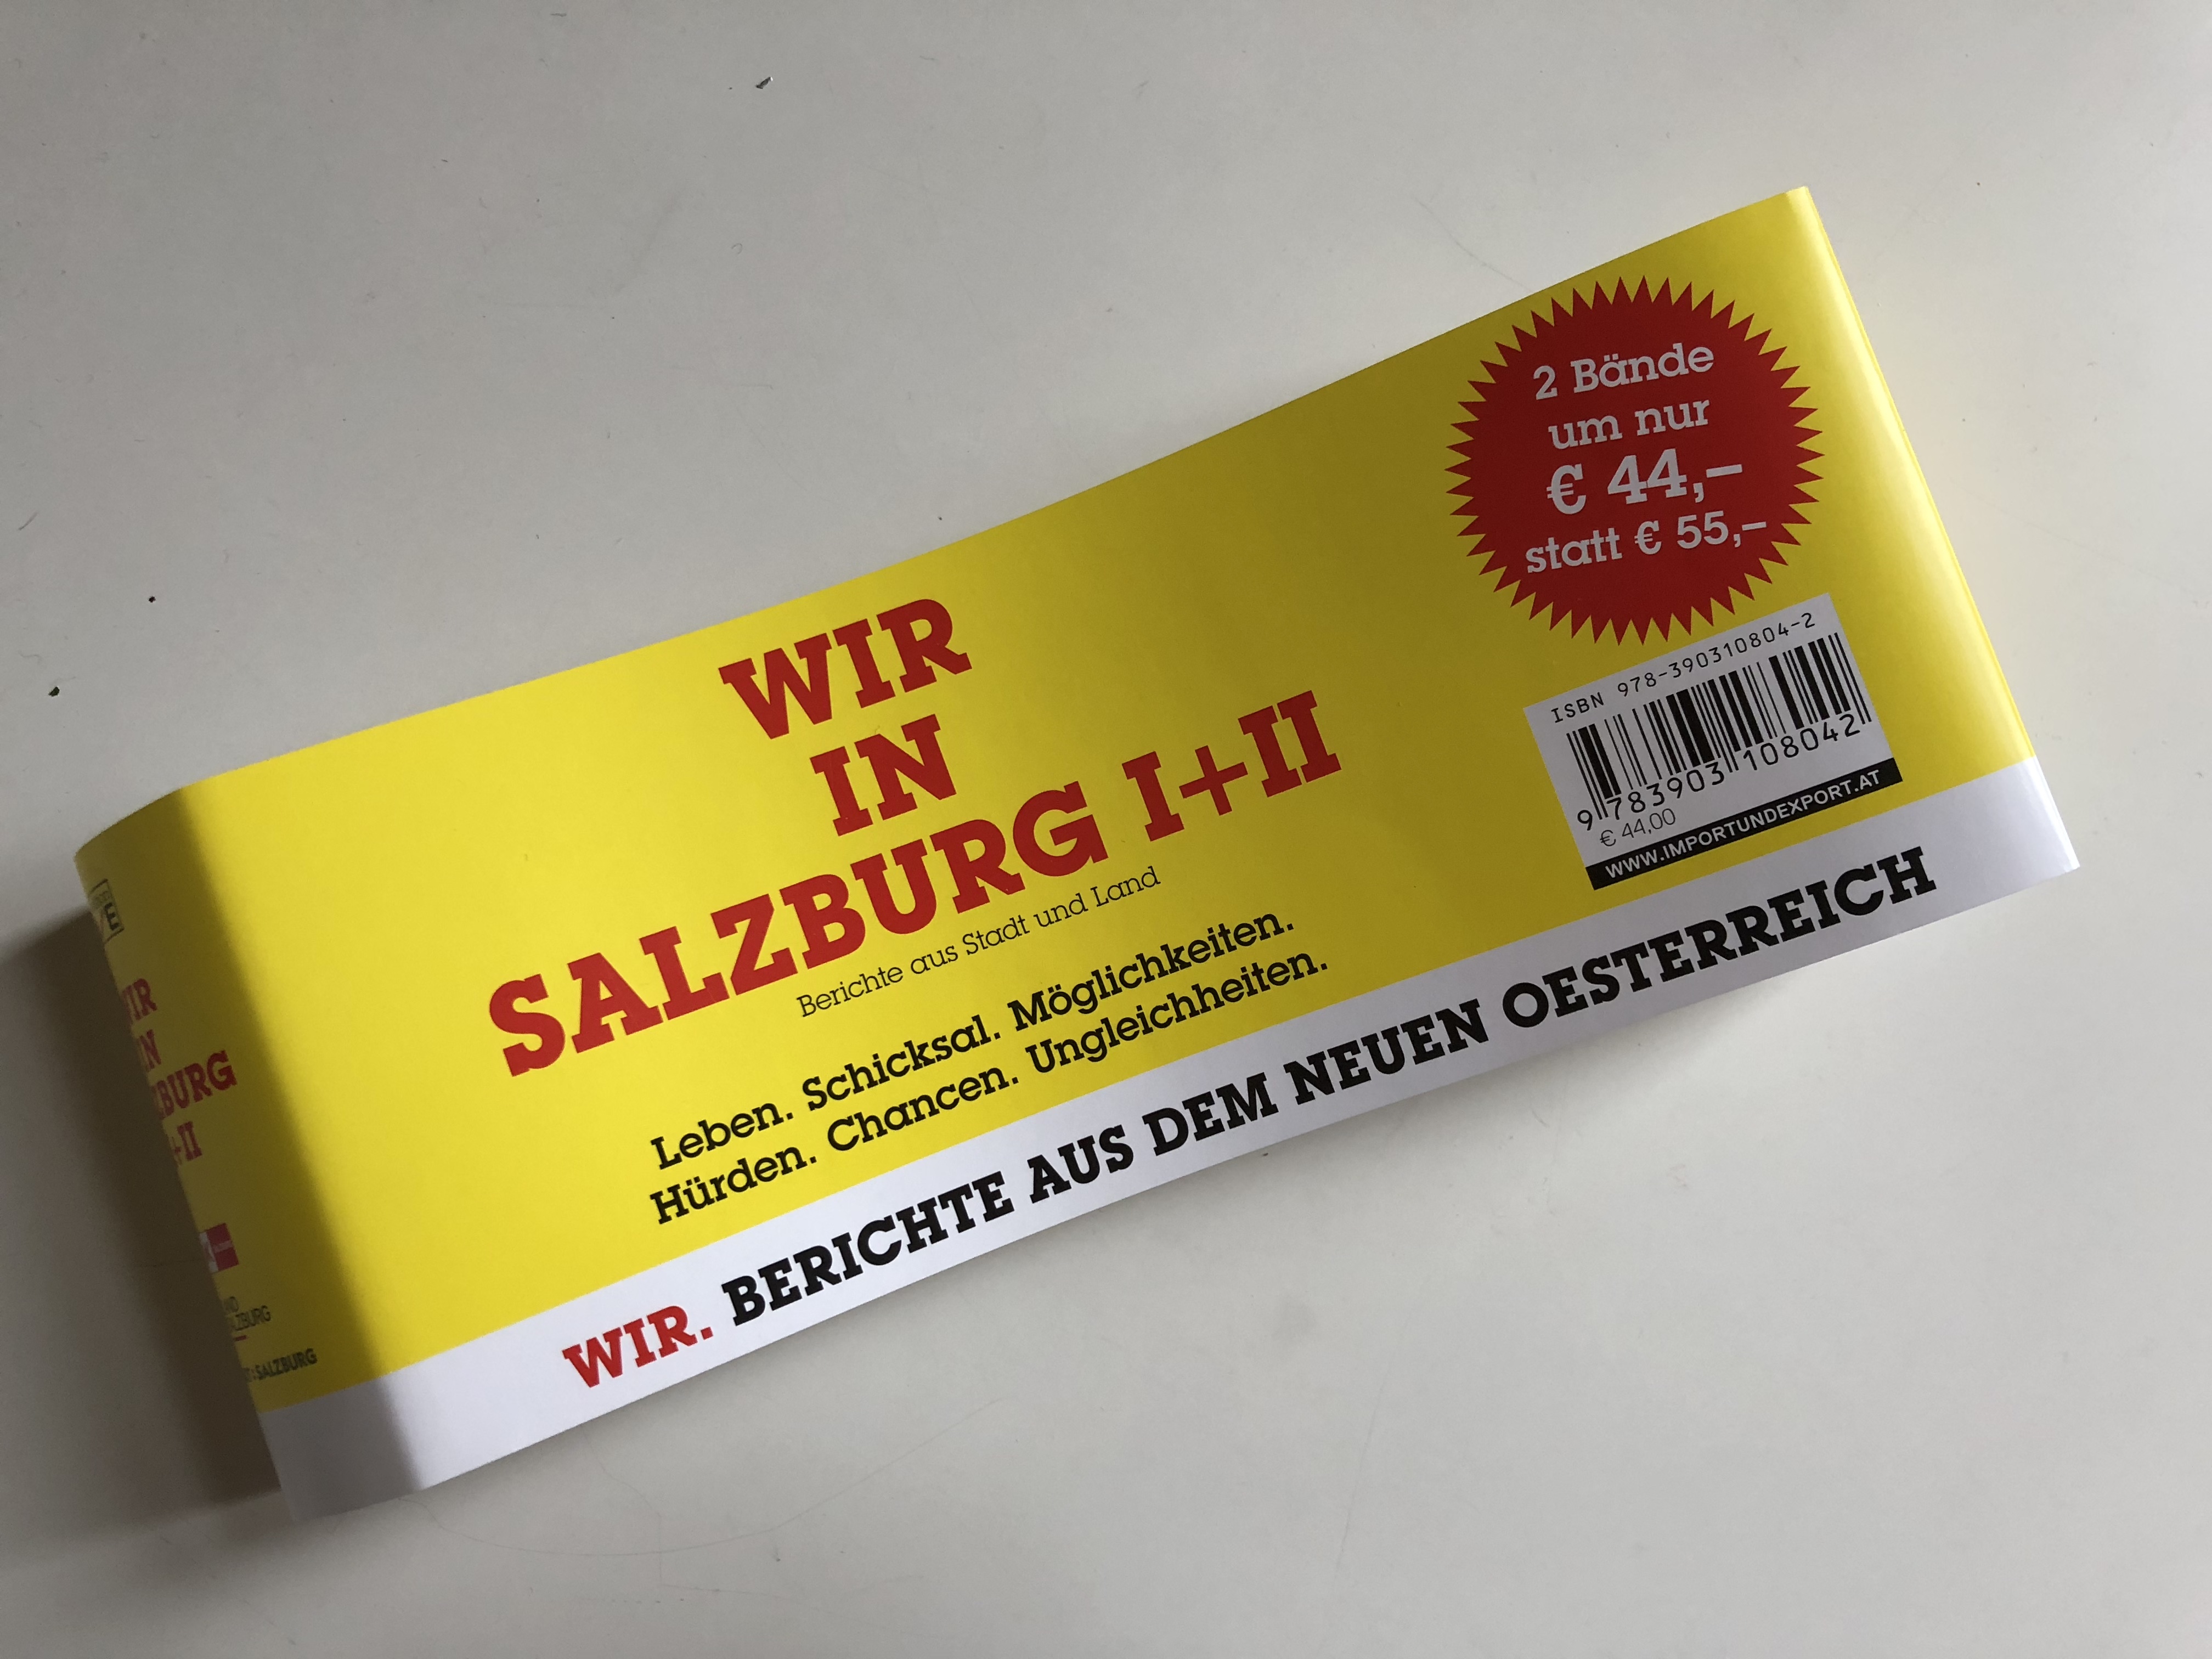 WIR
IN
SALZBURG I+II
Berichte aus Stadt und Land
Leben. Schicksal. Möglichkeiten.
Hürden. Chancen. Ungleichheiten.
WIR. BERICHTE AUS DEM NEUEN OESTERREICH
2 Bände
um nur
€ 44,–
statt € 55,–
ISBN 978-390310804-2
9 783903 108042
€ 44,00
WWW.IMPORTUNDEXPORT.AT
SALZBURG